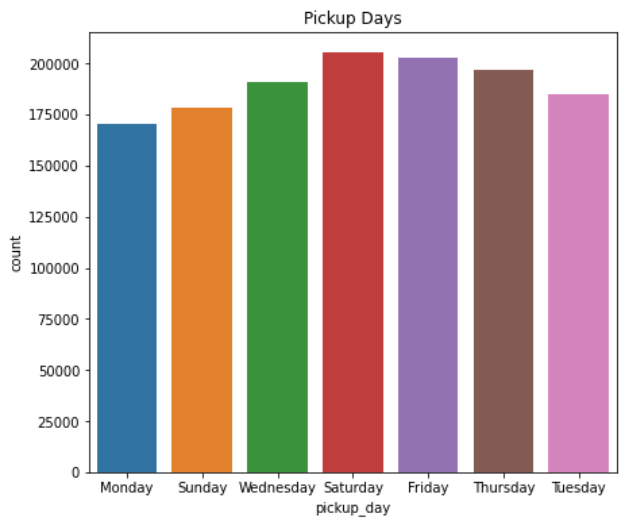 Pickup Days
count
200000
175000
150000
125000
100000
75000
50000
25000
0
Monday Sunday Wednesday Saturday Friday Thursday Tuesday
pickup_day